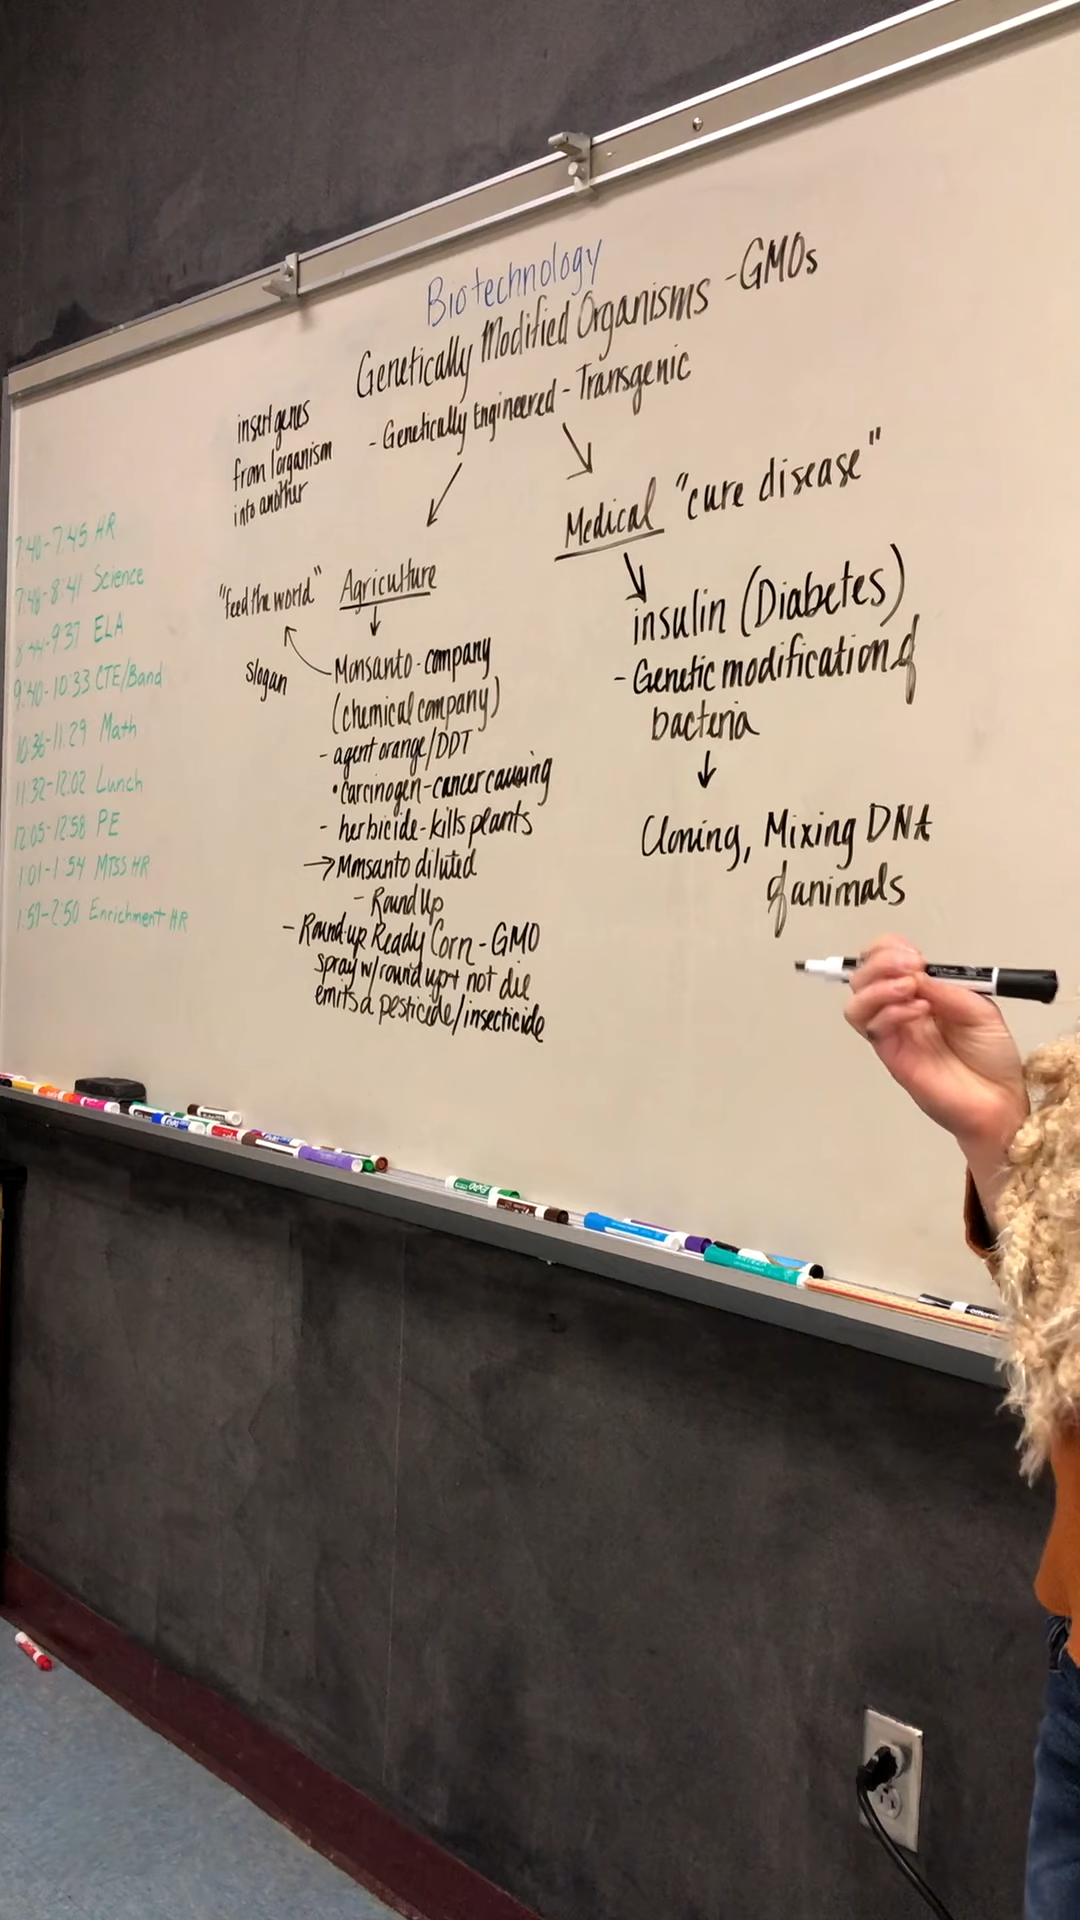 Biotechnology
Genetically Modified Organisms - GMOs
- Genetically Engineered - Transgenic
insert genes
from 1 organism
into another
7:40-7:45 HR
7:48-8:41 Science
8:44-9:37 ELA
9:40-10:33 CTE/Band
10:36-11:29 Math
11:32-12:02 Lunch
12:05-12:58 PE
1:01-1:54 MTSS HR
1:57-2:50 Enrichment HR
"feed the world"
slogan
Agriculture
Monsanto - company
(chemical company)
- agent orange/DDT
• carcinogen - cancer causing
- herbicide - kills plants
→ Monsanto diluted
- Round Up
- Round-up Ready Corn - GMO
spray w/ round up + not die
emits a pesticide/insecticide
Medical "cure disease"
insulin (Diabetes)
- Genetic modification of
bacteria
Cloning, Mixing DNA
of animals